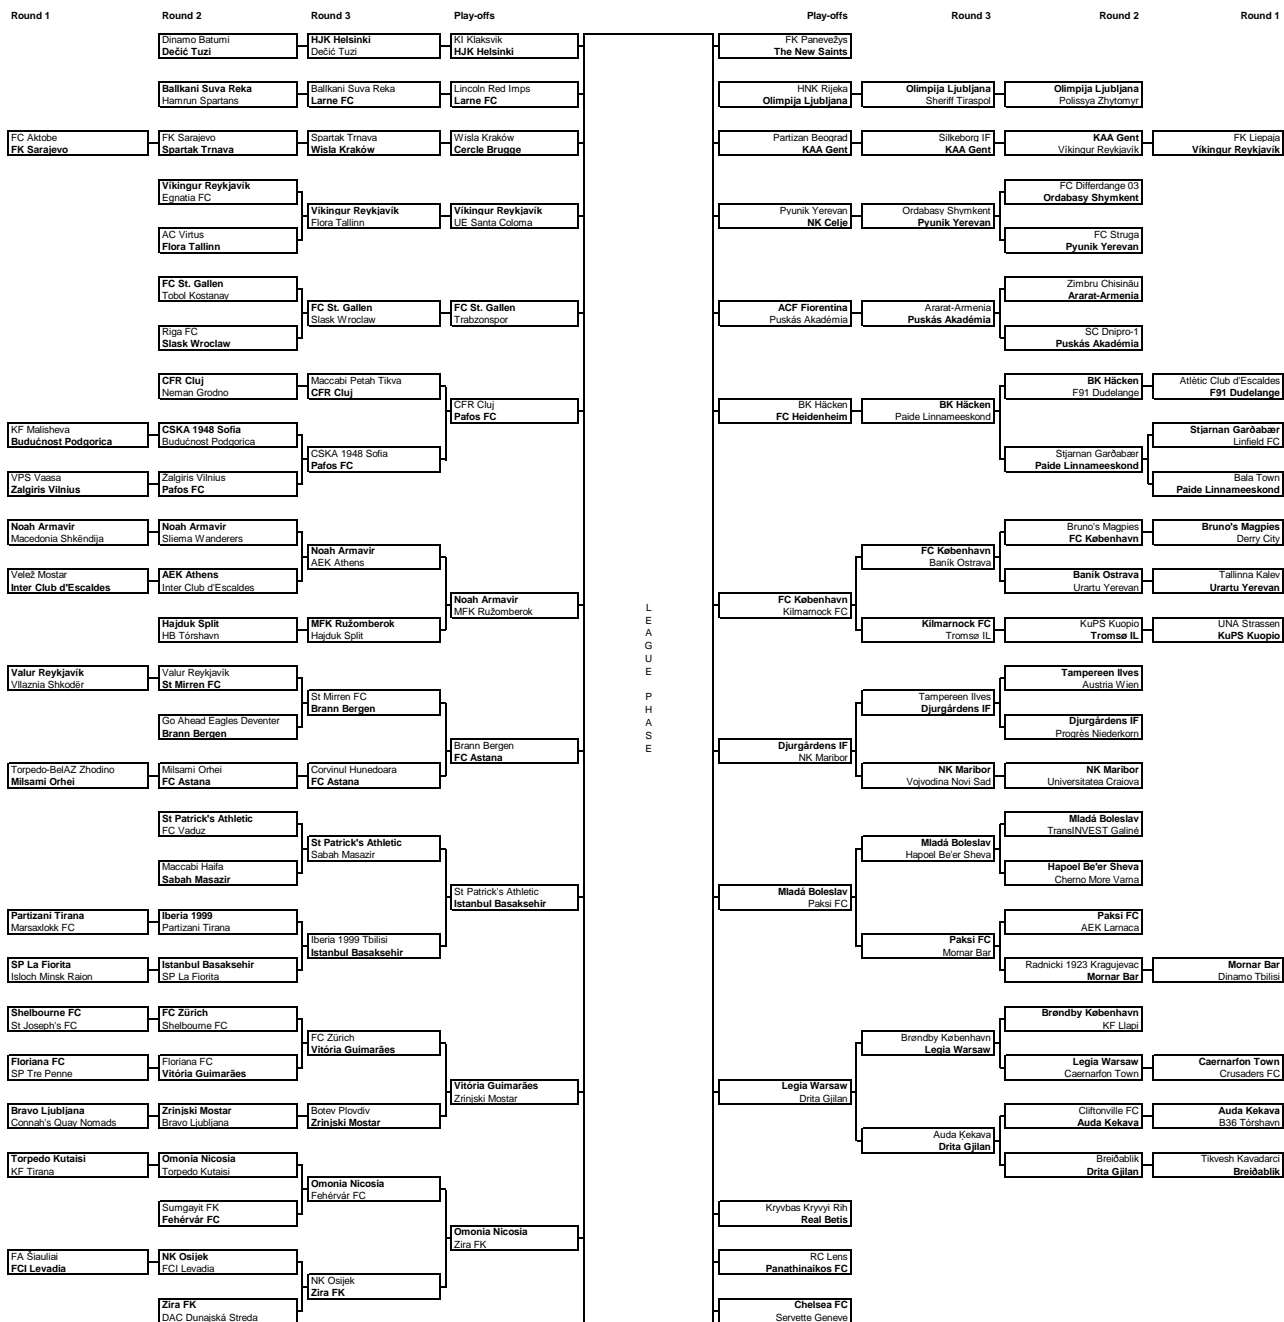 Round 1
Round 2
Round 3
Play-offs
Play-offs
Round 3
Round 2
Round 1
Dinamo Batumi
Dečić Tuzi
HJK Helsinki
Dečić Tuzi
KI Klaksvik
HJK Helsinki
FK Panevežys
The New Saints
Ballkani Suva Reka
Hamrun Spartans
Ballkani Suva Reka
Larne FC
Lincoln Red Imps
Larne FC
HNK Rijeka
Olimpija Ljubljana
Olimpija Ljubljana
Sheriff Tiraspol
Olimpija Ljubljana
Polissya Zhytomyr
FC Aktobe
FK Sarajevo
FK Sarajevo
Spartak Trnava
Spartak Trnava
Wisla Kraków
Wisla Kraków
Cercle Brugge
Partizan Beograd
KAA Gent
Silkeborg IF
KAA Gent
KAA Gent
Víkingur Reykjavík
FK Liepaja
Víkingur Reykjavík
Víkingur Reykjavík
Egnatia FC
AC Virtus
Flora Tallinn
Víkingur Reykjavík
Flora Tallinn
Víkingur Reykjavík
UE Santa Coloma
Pyunik Yerevan
NK Celje
Ordabasy Shymkent
Pyunik Yerevan
FC Differdange 03
Ordabasy Shymkent
FC Struga
Pyunik Yerevan
FC St. Gallen
Tobol Kostanay
Riga FC
Slask Wroclaw
FC St. Gallen
Slask Wroclaw
FC St. Gallen
Trabzonspor
ACF Fiorentina
Puskás Akadémia
Ararat-Armenia
Puskás Akadémia
Zimbru Chisinău
Ararat-Armenia
SC Dnipro-1
Puskás Akadémia
CFR Cluj
Neman Grodno
Maccabi Petah Tikva
CFR Cluj
CFR Cluj
Pafos FC
BK Häcken
FC Heidenheim
BK Häcken
Paide Linnameeskond
BK Häcken
F91 Dudelange
Atlètic Club d'Escaldes
F91 Dudelange
KF Malisheva
Budućnost Podgorica
CSKA 1948 Sofia
Budućnost Podgorica
CSKA 1948 Sofia
Pafos FC
Stjarnan Garðabær
Paide Linnameeskond
Stjarnan Garðabær
Linfield FC
VPS Vaasa
Zalgiris Vilnius
Žalgiris Vilnius
Pafos FC
Bala Town
Paide Linnameeskond
Noah Armavir
Macedonia Shkëndija
Noah Armavir
Sliema Wanderers
Noah Armavir
AEK Athens
FC København
Baník Ostrava
Bruno's Magpies
FC København
Bruno's Magpies
Derry City
Velež Mostar
Inter Club d'Escaldes
AEK Athens
Inter Club d'Escaldes
Noah Armavir
MFK Ružomberok
FC København
Kilmarnock FC
Baník Ostrava
Urartu Yerevan
Tallinna Kalev
Urartu Yerevan
Hajduk Split
HB Tórshavn
MFK Ružomberok
Hajduk Split
Kilmarnock FC
Tromsø IL
KuPS Kuopio
Tromsø IL
UNA Strassen
KuPS Kuopio
LEAGUE PHASE
Valur Reykjavík
Vllaznia Shkodër
Valur Reykjavík
St Mirren FC
St Mirren FC
Brann Bergen
Tampereen Ilves
Djurgårdens IF
Tampereen Ilves
Austria Wien
Go Ahead Eagles Deventer
Brann Bergen
Brann Bergen
FC Astana
Djurgårdens IF
NK Maribor
Djurgårdens IF
Progrès Niederkorn
Torpedo-BelAZ Zhodino
Milsami Orhei
Milsami Orhei
FC Astana
Corvinul Hunedoara
FC Astana
NK Maribor
Vojvodina Novi Sad
NK Maribor
Universitatea Craiova
St Patrick's Athletic
FC Vaduz
Maccabi Haifa
Sabah Masazir
St Patrick's Athletic
Sabah Masazir
Mladá Boleslav
Hapoel Be'er Sheva
Mladá Boleslav
TransINVEST Galinė
Hapoel Be'er Sheva
Cherno More Varna
St Patrick's Athletic
Istanbul Basaksehir
Mladá Boleslav
Paksi FC
Partizani Tirana
Marsaxlokk FC
Iberia 1999
Partizani Tirana
Iberia 1999 Tbilisi
Istanbul Basaksehir
Paksi FC
Mornar Bar
Paksi FC
AEK Larnaca
SP La Fiorita
Isloch Minsk Raion
Istanbul Basaksehir
SP La Fiorita
Radnicki 1923 Kragujevac
Mornar Bar
Mornar Bar
Dinamo Tbilisi
Shelbourne FC
St Joseph's FC
FC Zürich
Shelbourne FC
FC Zürich
Vitória Guimarães
Brøndby København
Legia Warsaw
Brøndby København
KF Llapi
Floriana FC
SP Tre Penne
Floriana FC
Vitória Guimarães
Vitória Guimarães
Zrinjski Mostar
Legia Warsaw
Drita Gjilan
Legia Warsaw
Caernarfon Town
Caernarfon Town
Crusaders FC
Bravo Ljubljana
Connah's Quay Nomads
Zrinjski Mostar
Bravo Ljubljana
Botev Plovdiv
Zrinjski Mostar
Auda Ķekava
Drita Gjilan
Cliftonville FC
Auda Kekava
Auda Kekava
B36 Tórshavn
Torpedo Kutaisi
KF Tirana
Omonia Nicosia
Torpedo Kutaisi
Omonia Nicosia
Fehérvár FC
Breiðablik
Drita Gjilan
Tikvesh Kavadarci
Breiðablik
Sumgayit FK
Fehérvár FC
Omonia Nicosia
Zira FK
Kryvbas Kryvyi Rih
Real Betis
FA Šiauliai
FCI Levadia
NK Osijek
FCI Levadia
NK Osijek
Zira FK
RC Lens
Panathinaikos FC
Zira FK
DAC Dunajská Streda
Chelsea FC
Servette Geneve